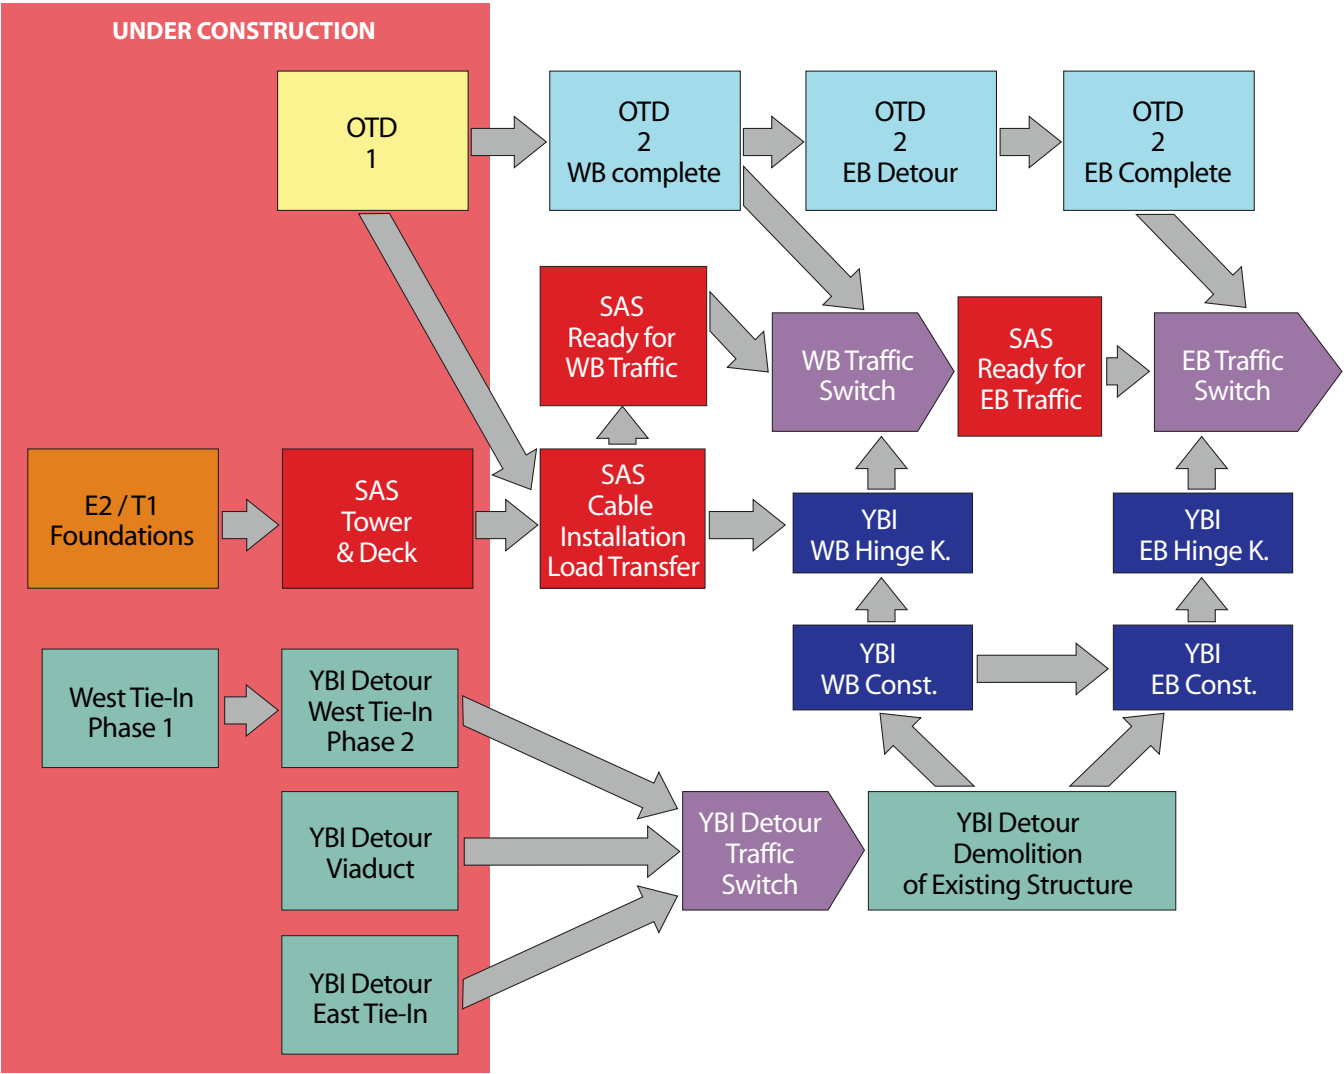 UNDER CONSTRUCTION
OTD
1
OTD
2
WB complete
OTD
2
EB Detour
OTD
2
EB Complete
SAS
Ready for
WB Traffic
WB Traffic
Switch
SAS
Ready for
EB Traffic
EB Traffic
Switch
E2 / T1
Foundations
SAS
Tower
& Deck
SAS
Cable
Installation
Load Transfer
YBI
WB Hinge K.
YBI
EB Hinge K.
West Tie-In
Phase 1
YBI Detour
West Tie-In
Phase 2
YBI
WB Const.
YBI
EB Const.
YBI Detour
Viaduct
YBI Detour
Traffic
Switch
YBI Detour
Demolition
of Existing Structure
YBI Detour
East Tie-In